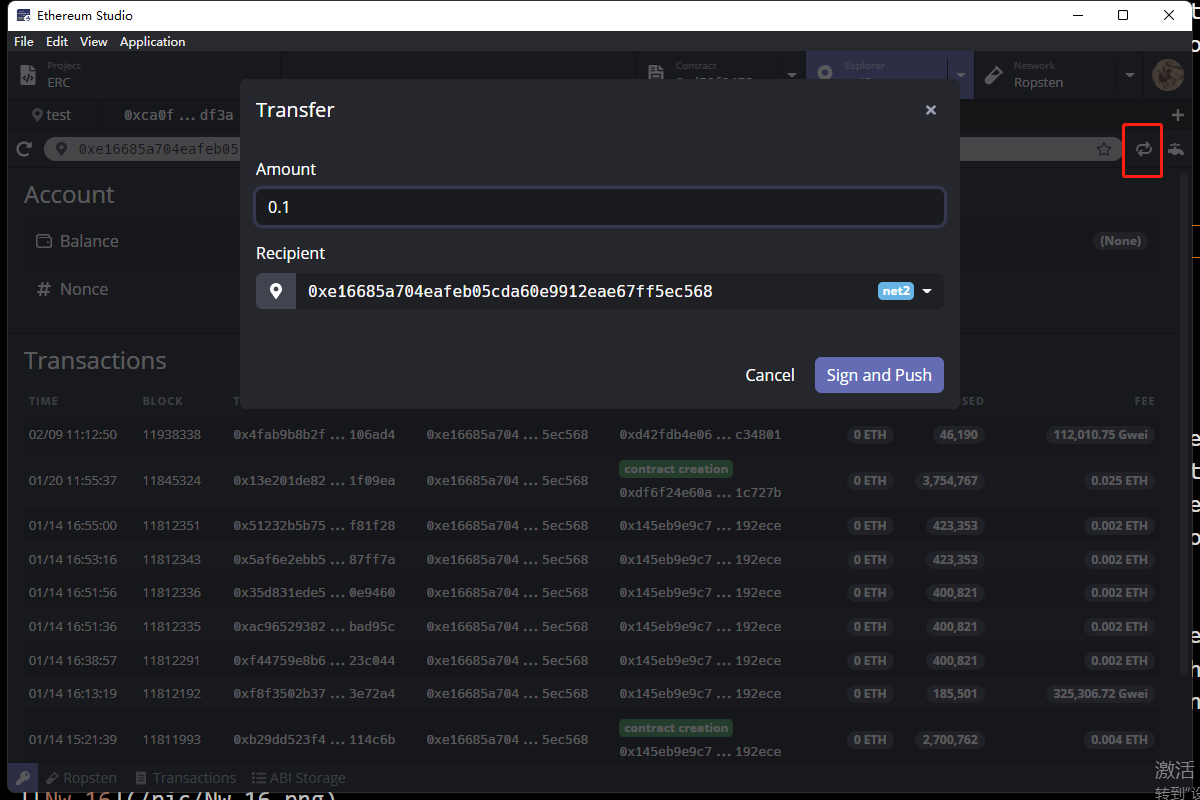 Ethereum Studio
File Edit View Application
Project
ERC
Contract
Explorer
Network
Ropsten
test
0xca0f ... df3a
0xe16685a704eafeb05
Transfer
Amount
0.1
Recipient
0xe16685a704eafeb05cda60e9912eae67ff5ec568 net2
Cancel
Sign and Push
Account
Balance
(None)
Nonce
Transactions
TIME BLOCK FEE
02/09 11:12:50 11938338 0x4fab9b8b2f ... 106ad4 0xe16685a704 ... 5ec568 0xd42fdb4e06 ... c34801 0 ETH 46,190 112,010.75 Gwei
contract creation
01/20 11:55:37 11845324 0x13e201de82 ... 1f09ea 0xe16685a704 ... 5ec568 0xdf6f24e60a ... 1c727b 0 ETH 3,754,767 0.025 ETH
01/14 16:55:00 11812351 0x51232b5b75 ... f81f28 0xe16685a704 ... 5ec568 0x145eb9e9c7 ... 192ece 0 ETH 423,353 0.002 ETH
01/14 16:53:16 11812343 0x5af6e2ebb5 ... 87ff7a 0xe16685a704 ... 5ec568 0x145eb9e9c7 ... 192ece 0 ETH 423,353 0.002 ETH
01/14 16:51:56 11812336 0x35d831ede5 ... 0e9460 0xe16685a704 ... 5ec568 0x145eb9e9c7 ... 192ece 0 ETH 400,821 0.002 ETH
01/14 16:51:36 11812335 0xac96529382 ... bad95c 0xe16685a704 ... 5ec568 0x145eb9e9c7 ... 192ece 0 ETH 400,821 0.002 ETH
01/14 16:38:57 11812291 0xf44759e8b6 ... 23c044 0xe16685a704 ... 5ec568 0x145eb9e9c7 ... 192ece 0 ETH 400,821 0.002 ETH
01/14 16:13:19 11812192 0xf8f3502b37 ... 3e72a4 0xe16685a704 ... 5ec568 0x145eb9e9c7 ... 192ece 0 ETH 185,501 325,306.72 Gwei
contract creation
01/14 15:21:39 11811993 0xb29dd523f4 ... 114c6b 0xe16685a704 ... 5ec568 0x145eb9e9c7 ... 192ece 0 ETH 2,700,762 0.004 ETH
Ropsten Transactions ABI Storage
激活